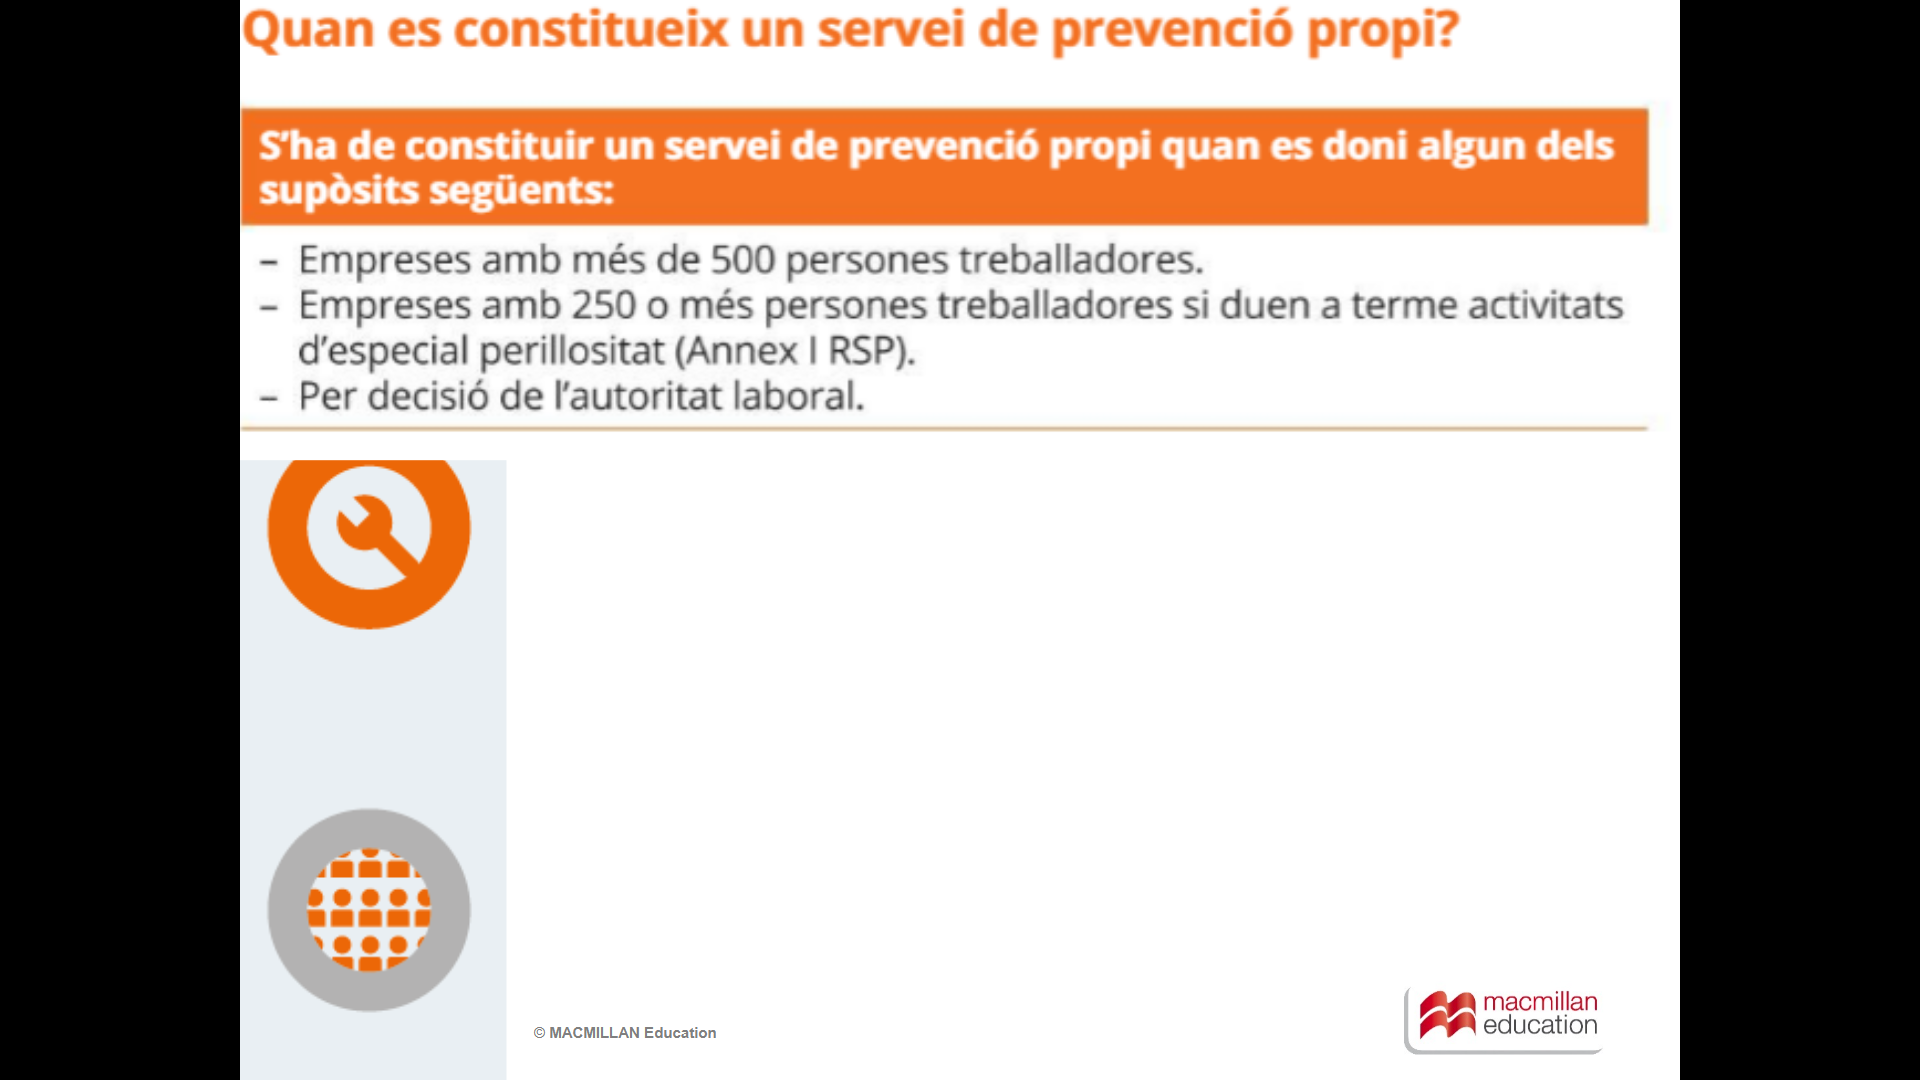 Quan es constitueix un servei de prevenció propi?
S’ha de constituir un servei de prevenció propi quan es doni algun dels
supòsits següents:
– Empreses amb més de 500 persones treballadores.
– Empreses amb 250 o més persones treballadores si duen a terme activitats
d’especial perillositat (Annex I RSP).
– Per decisió de l’autoritat laboral.
© MACMILLAN Education
macmillan
education